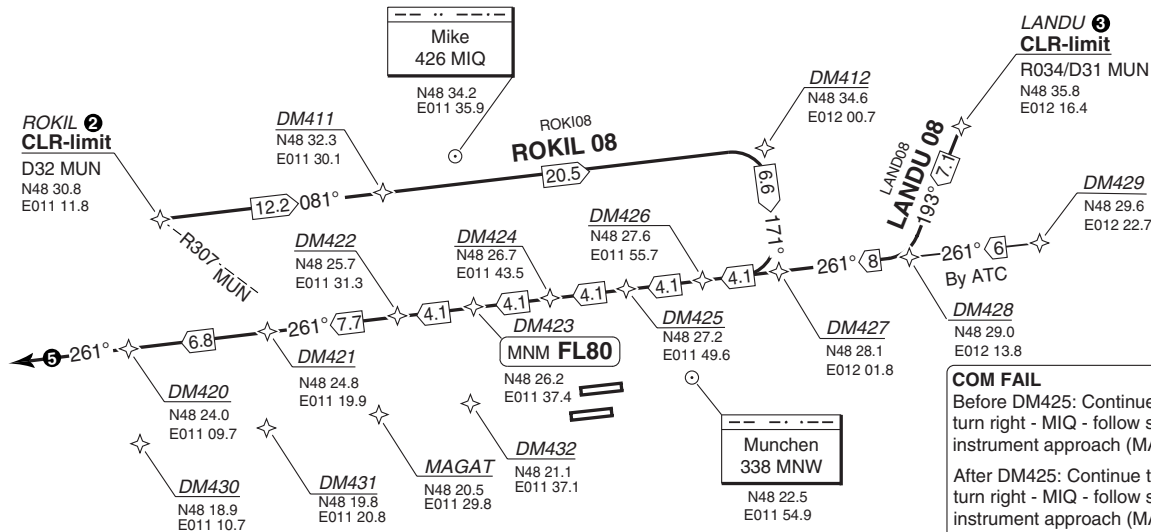 Mike
426 MIQ
N48 34.2
E011 35.9
LANDU 3
CLR-limit
R034/D31 MUN
N48 35.8
E012 16.4
DM412
N48 34.6
E012 00.7
ROKIL 2
CLR-limit
D32 MUN
N48 30.8
E011 11.8
DM411
N48 32.3
E011 30.1
ROKI08
ROKIL 08
20.5
12.2
081°
6.6
171°
LAND08
LANDU 08
193°
7.1
DM429
N48 29.6
E012 22.7
R307
MUN
DM422
N48 25.7
E011 31.3
DM424
N48 26.7
E011 43.5
DM426
N48 27.6
E011 55.7
5
261°
6.8
261°
7.7
4.1
4.1
4.1
4.1
4.1
261°
8
261°
6
By ATC
DM423
MNM FL80
N48 26.2
E011 37.4
DM425
N48 27.2
E011 49.6
DM427
N48 28.1
E012 01.8
DM428
N48 29.0
E012 13.8
DM421
N48 24.8
E011 19.9
DM420
N48 24.0
E011 09.7
DM430
N48 18.9
E011 10.7
DM431
N48 19.8
E011 20.8
MAGAT
N48 20.5
E011 29.8
DM432
N48 21.1
E011 37.1
Munchen
338 MNW
N48 22.5
E011 54.9
COM FAIL
Before DM425: Continue
turn right - MIQ - follow s
instrument approach (MA
After DM425: Continue t
turn right - MIQ - follow s
instrument approach (MA